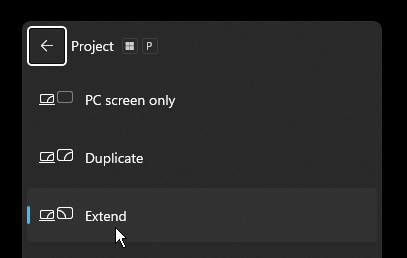 Project P
PC screen only
Duplicate
Extend